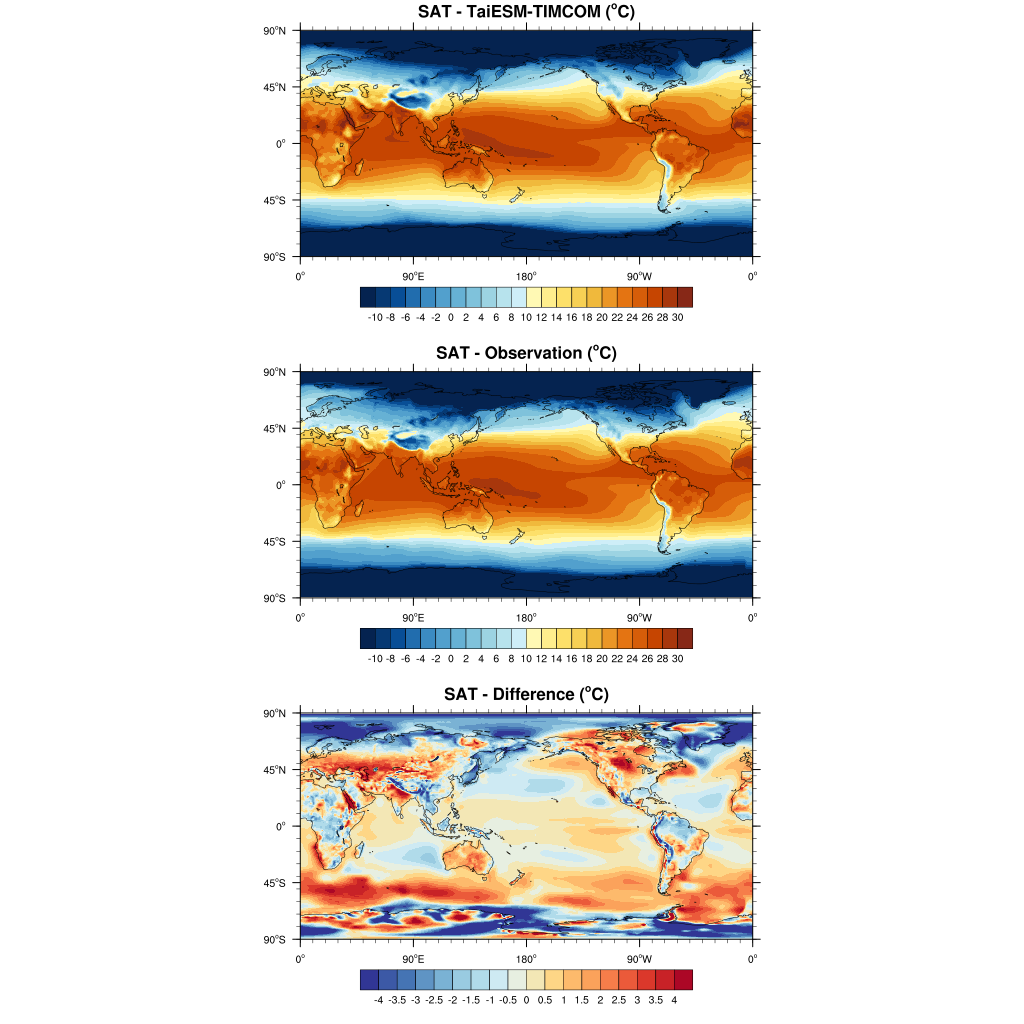 SAT - TaiESM-TIMCOM (°C)
90°N
45°N
0°
45°S
90°S
0° 90°E 180° 90°W 0°
-10 -8 -6 -4 -2 0 2 4 6 8 10 12 14 16 18 20 22 24 26 28 30
SAT - Observation (°C)
90°N
45°N
0°
45°S
90°S
0° 90°E 180° 90°W 0°
-10 -8 -6 -4 -2 0 2 4 6 8 10 12 14 16 18 20 22 24 26 28 30
SAT - Difference (°C)
90°N
45°N
0°
45°S
90°S
0° 90°E 180° 90°W 0°
-4 -3.5 -3 -2.5 -2 -1.5 -1 -0.5 0 0.5 1 1.5 2 2.5 3 3.5 4